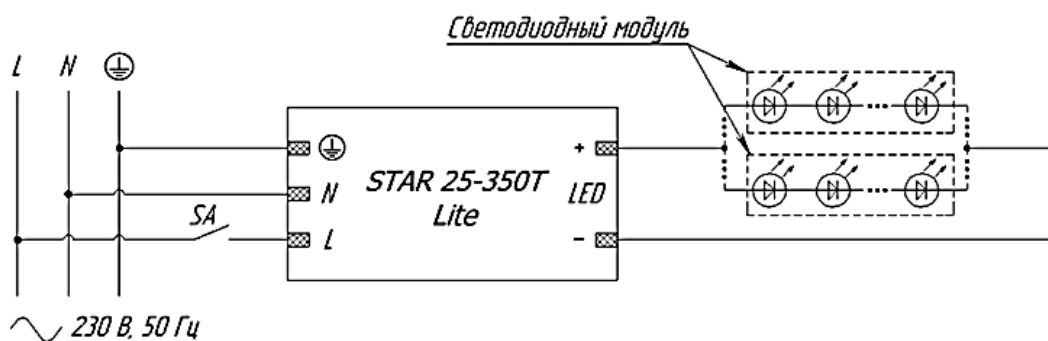 Светодиодный модуль
L N
+
STAR 25-350T
Lite
N
LED
SA
L
-
230 В, 50 Гц